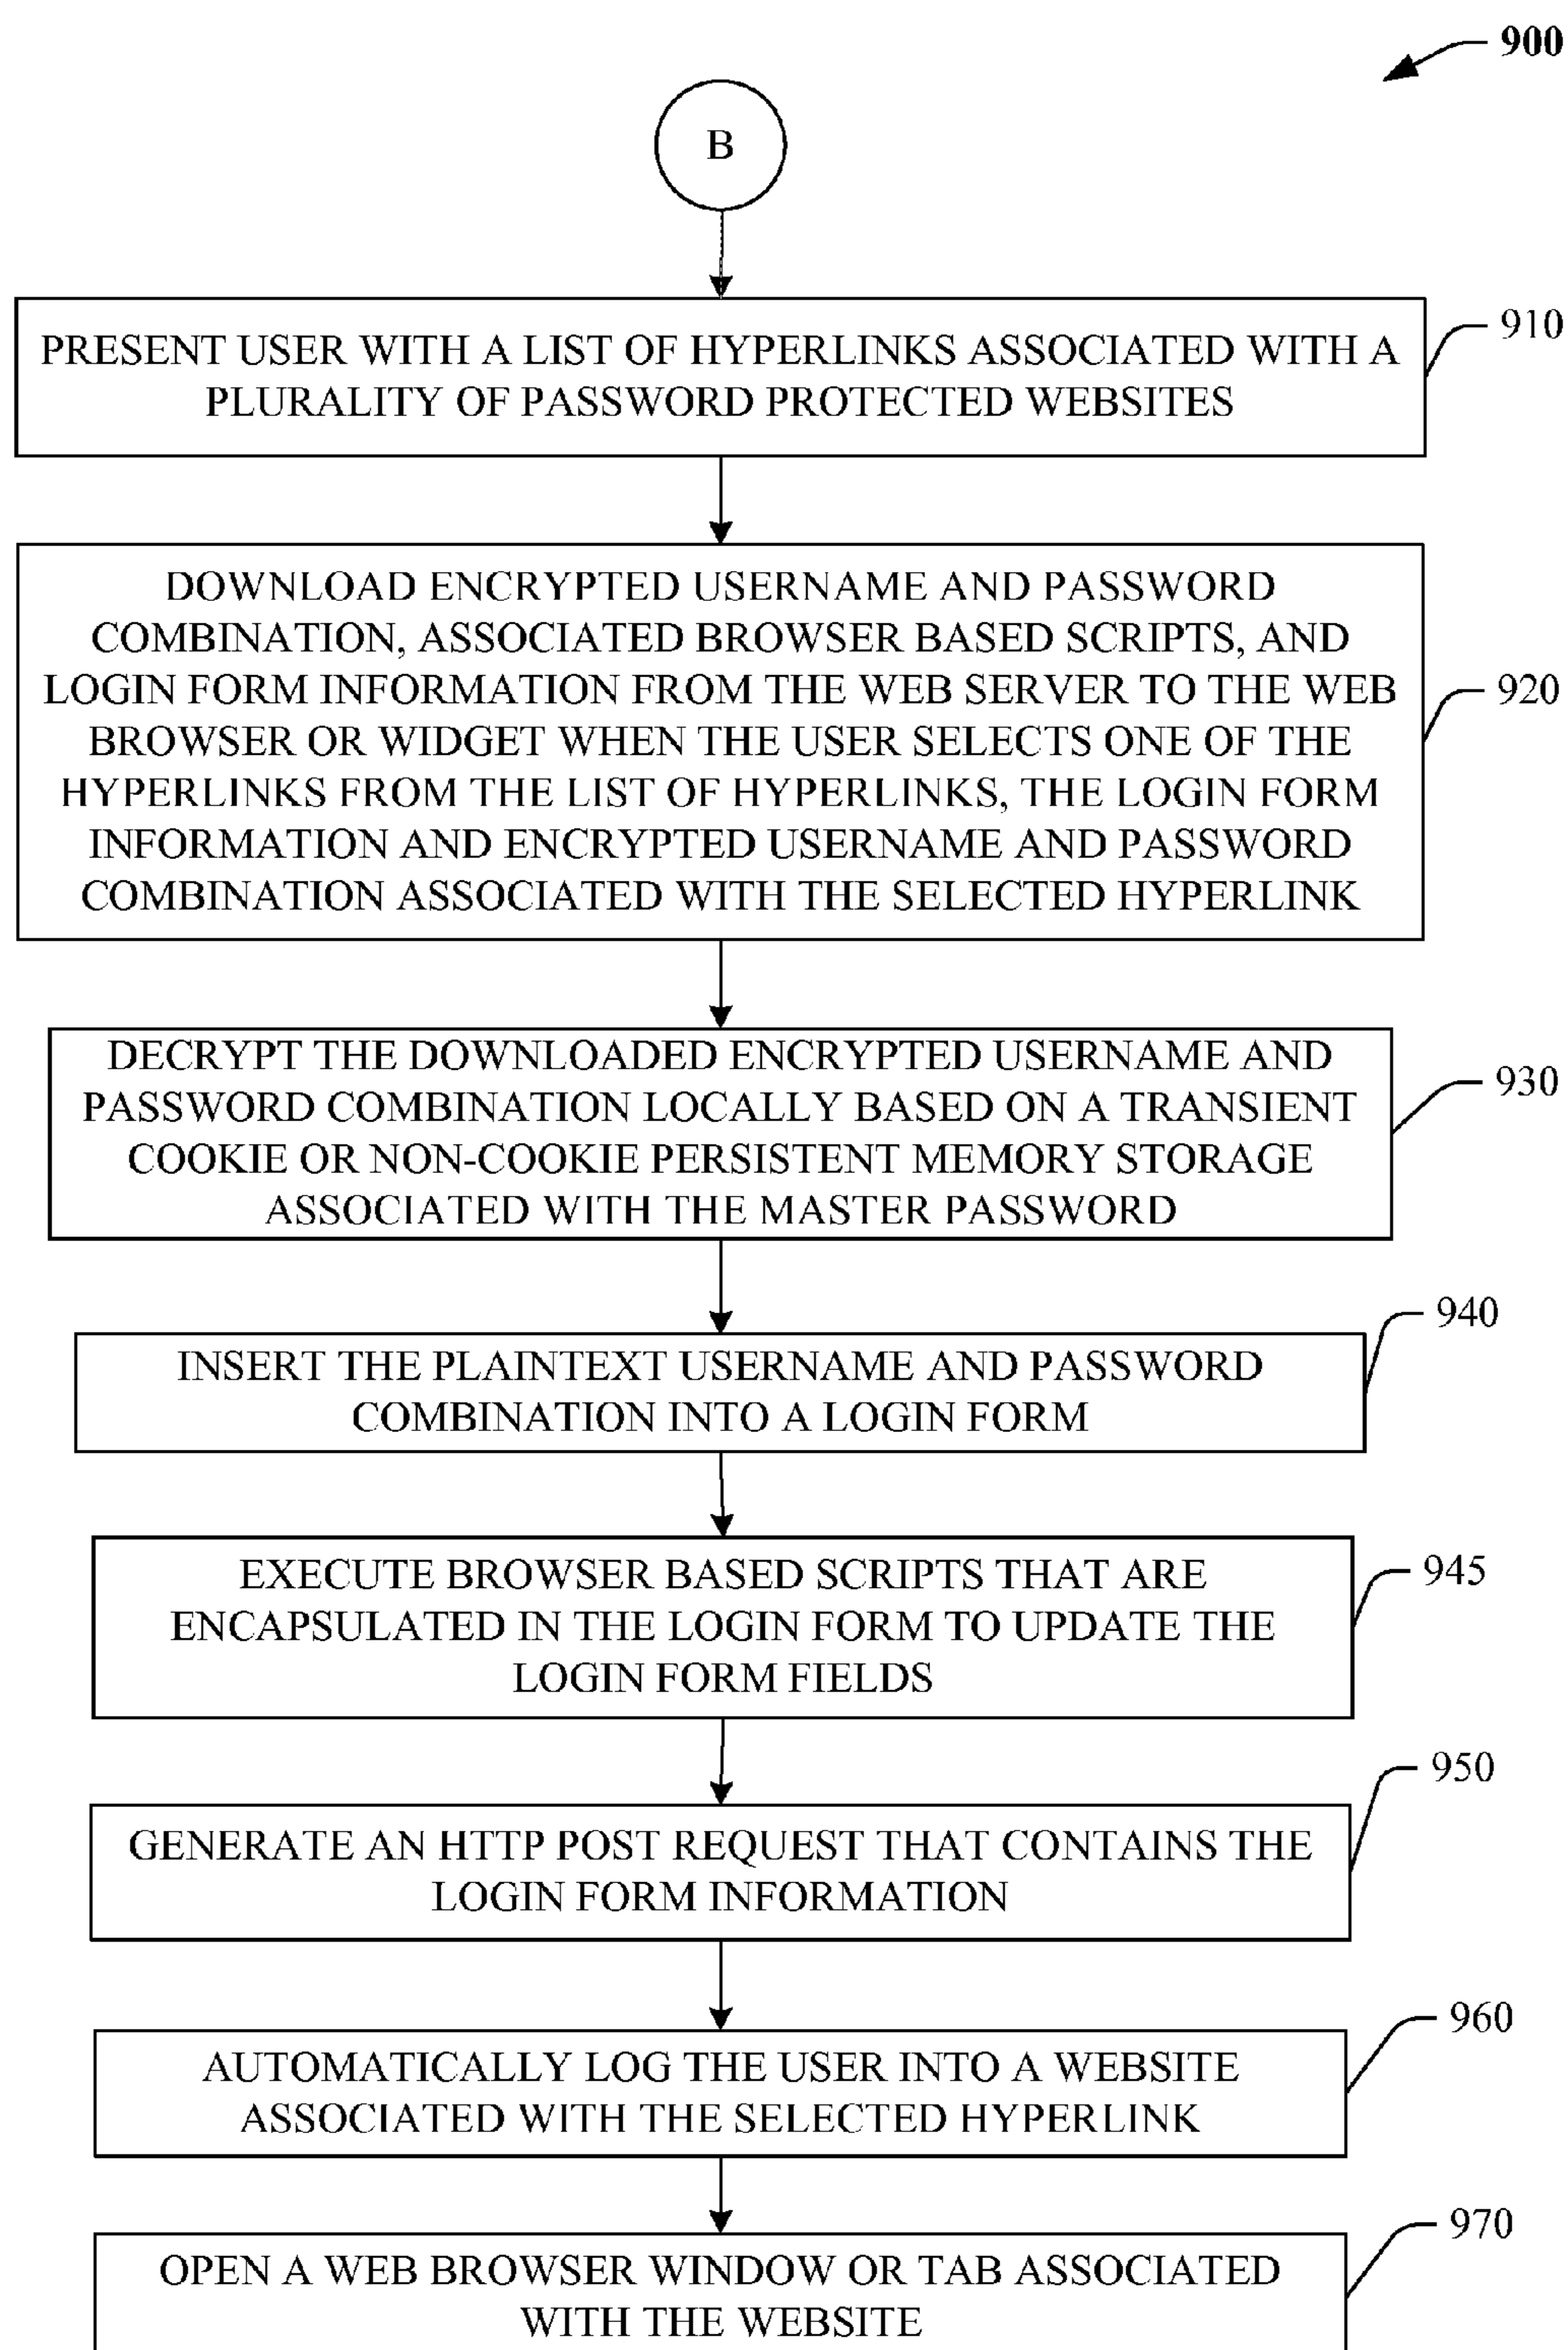 900
B
PRESENT USER WITH A LIST OF HYPERLINKS ASSOCIATED WITH A
PLURALITY OF PASSWORD PROTECTED WEBSITES
910
DOWNLOAD ENCRYPTED USERNAME AND PASSWORD
COMBINATION, ASSOCIATED BROWSER BASED SCRIPTS, AND
LOGIN FORM INFORMATION FROM THE WEB SERVER TO THE WEB
BROWSER OR WIDGET WHEN THE USER SELECTS ONE OF THE
HYPERLINKS FROM THE LIST OF HYPERLINKS, THE LOGIN FORM
INFORMATION AND ENCRYPTED USERNAME AND PASSWORD
COMBINATION ASSOCIATED WITH THE SELECTED HYPERLINK
920
DECRYPT THE DOWNLOADED ENCRYPTED USERNAME AND
PASSWORD COMBINATION LOCALLY BASED ON A TRANSIENT
COOKIE OR NON-COOKIE PERSISTENT MEMORY STORAGE
ASSOCIATED WITH THE MASTER PASSWORD
930
INSERT THE PLAINTEXT USERNAME AND PASSWORD
COMBINATION INTO A LOGIN FORM
940
EXECUTE BROWSER BASED SCRIPTS THAT ARE
ENCAPSULATED IN THE LOGIN FORM TO UPDATE THE
LOGIN FORM FIELDS
945
GENERATE AN HTTP POST REQUEST THAT CONTAINS THE
LOGIN FORM INFORMATION
950
AUTOMATICALLY LOG THE USER INTO A WEBSITE
ASSOCIATED WITH THE SELECTED HYPERLINK
960
OPEN A WEB BROWSER WINDOW OR TAB ASSOCIATED
WITH THE WEBSITE
970